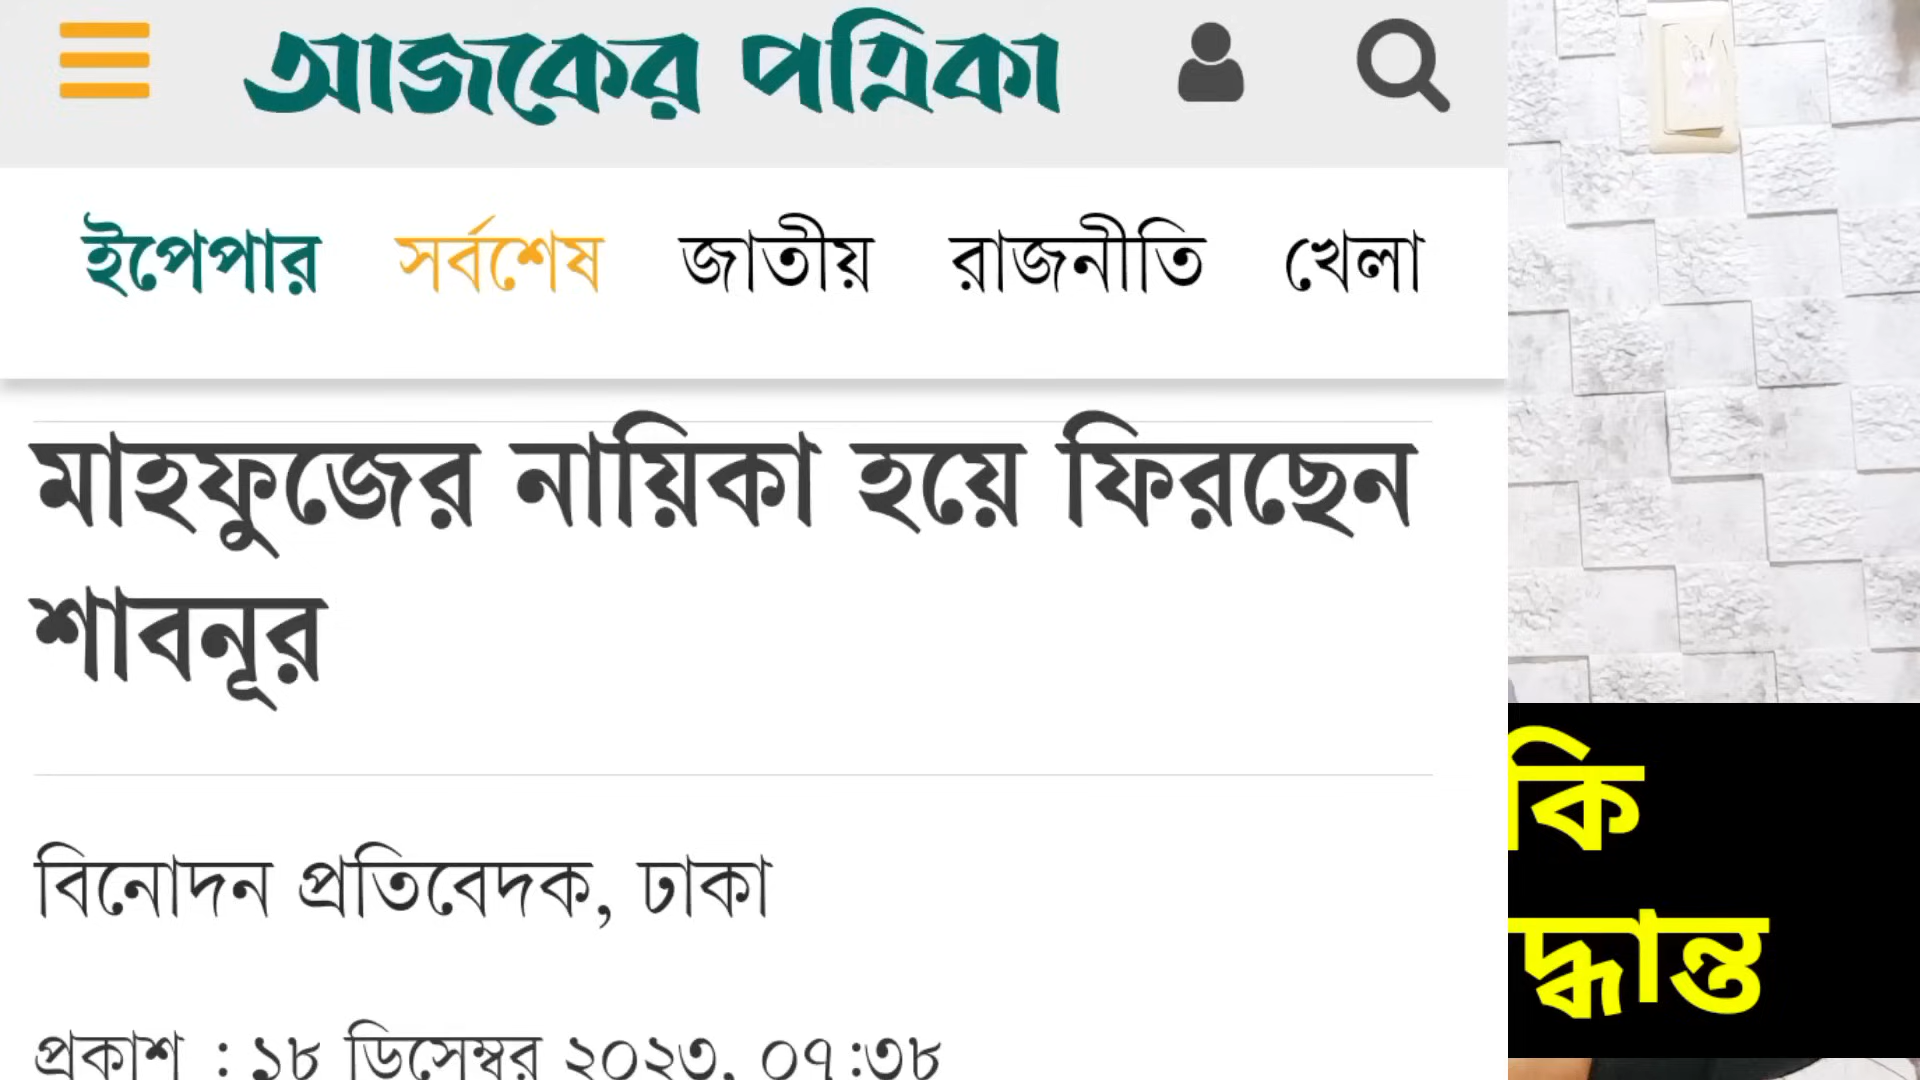 আজকের পত্রিকা
ইপেপার সর্বশেষ জাতীয় রাজনীতি খেলা
মাহফুজের নায়িকা হয়ে ফিরছেন
শাবনূর
বিনোদন প্রতিবেদক, ঢাকা
প্রকাশ : ১৮ ডিসেম্বর ২০২৩, ০৭:৩৮
কি
দ্ধান্ত